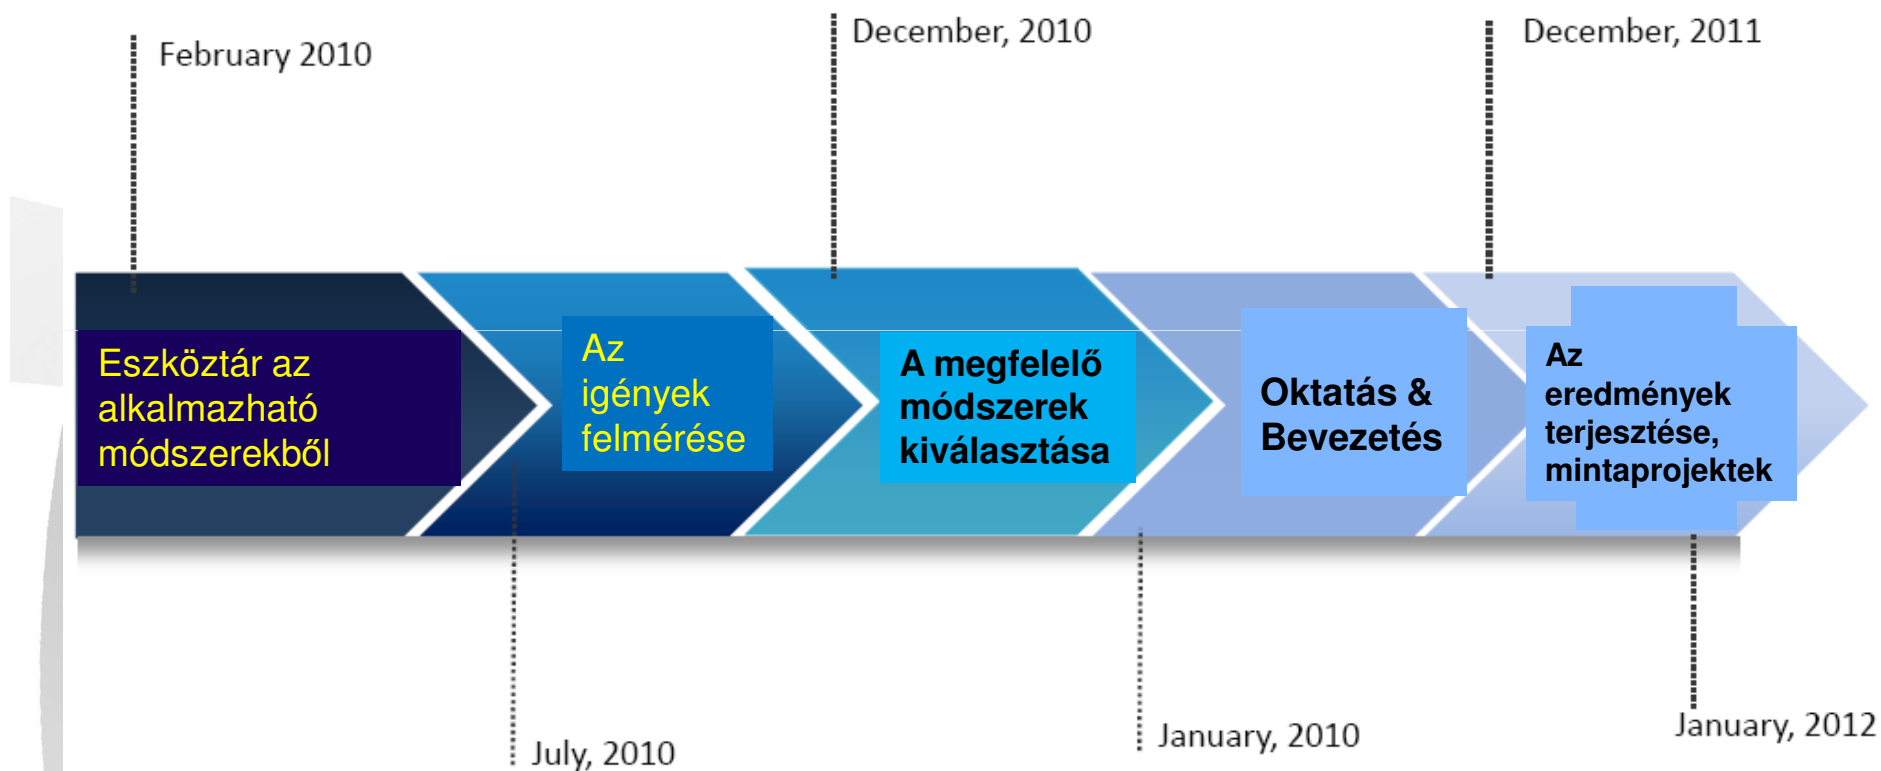 February 2010
December, 2010
December, 2011
Eszköztár az
alkalmazható
módszerekből
Az
igények
felmérése
A megfelelő
módszerek
kiválasztása
Oktatás &
Bevezetés
Az
eredmények
terjesztése,
mintaprojektek
July, 2010
January, 2010
January, 2012